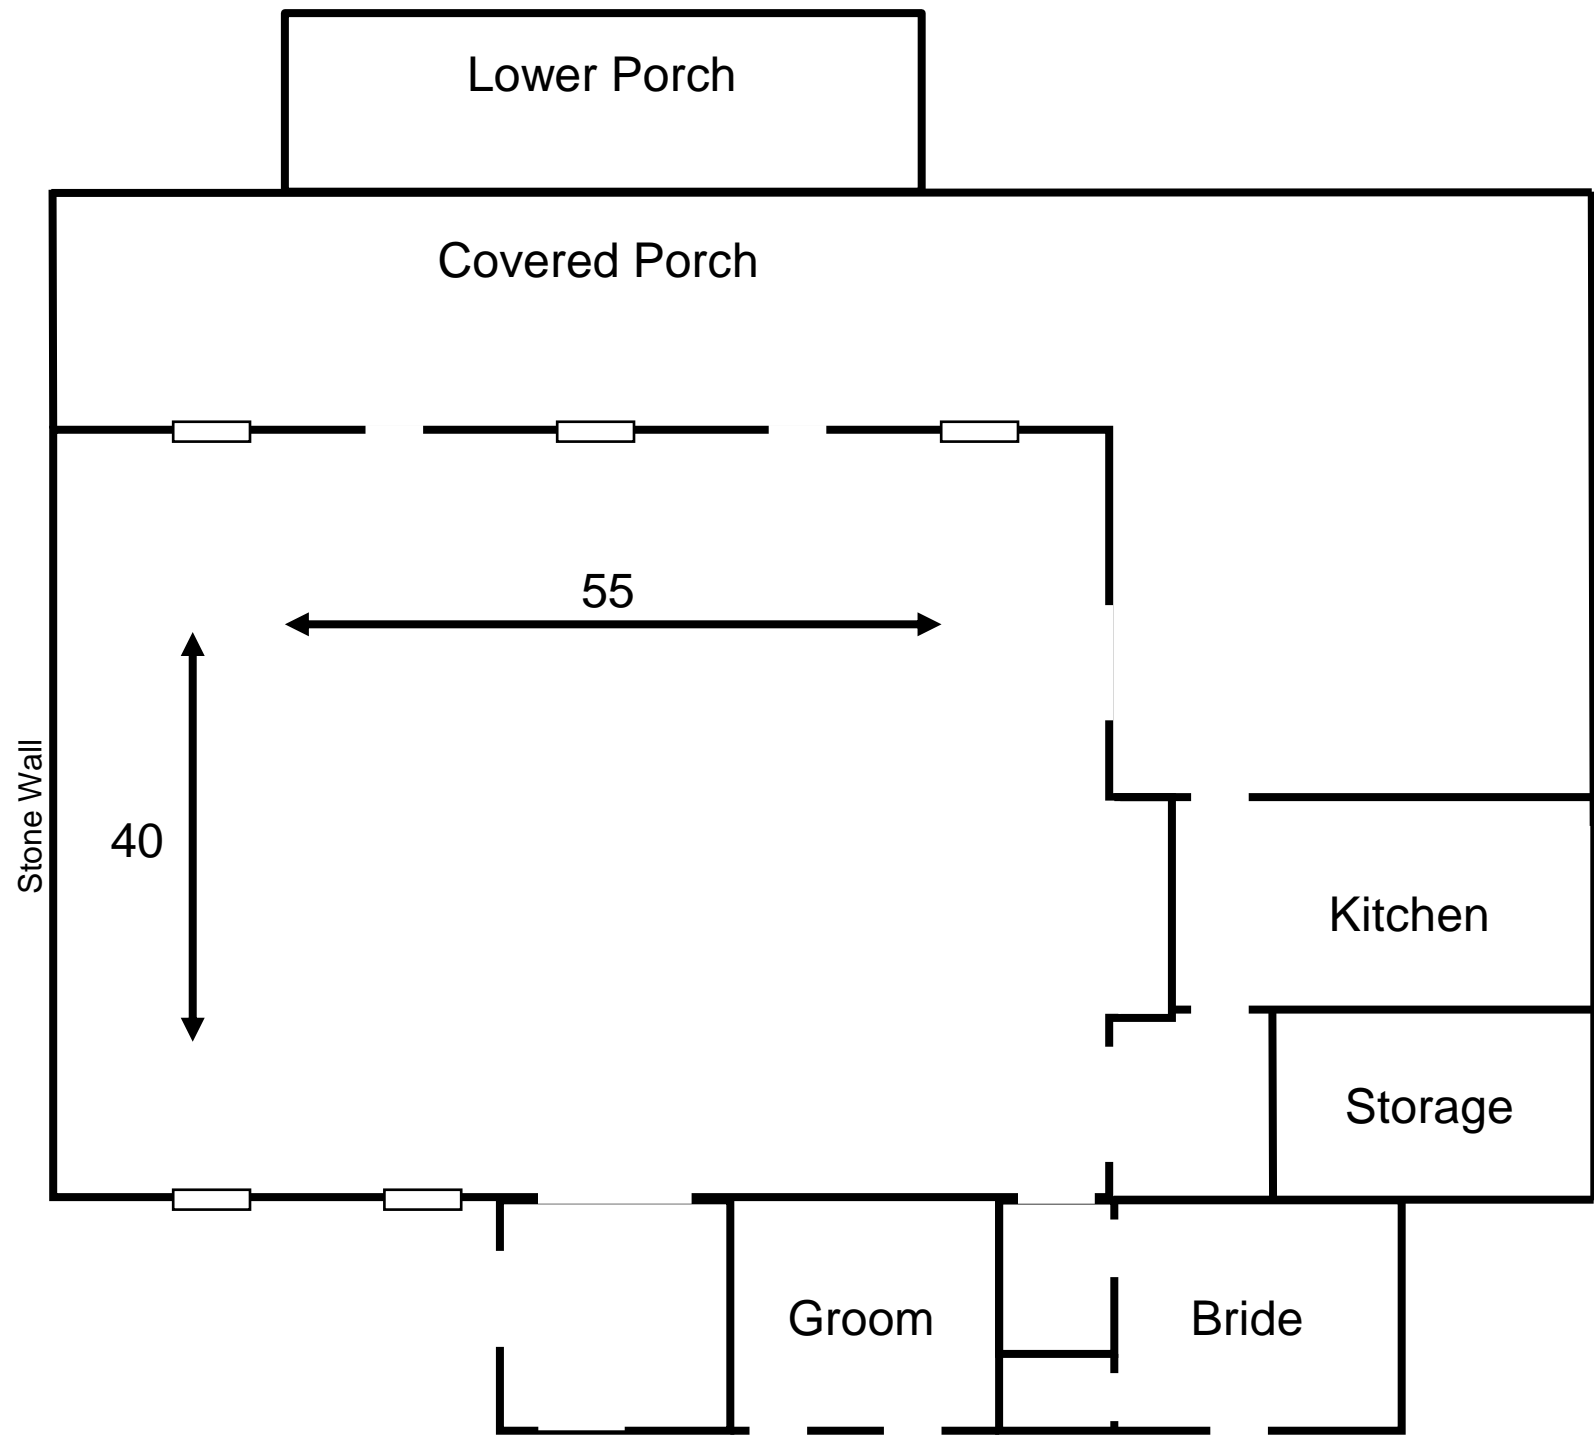 Lower Porch
Covered Porch
55
Stone Wall
40
Kitchen
Storage
Groom
Bride